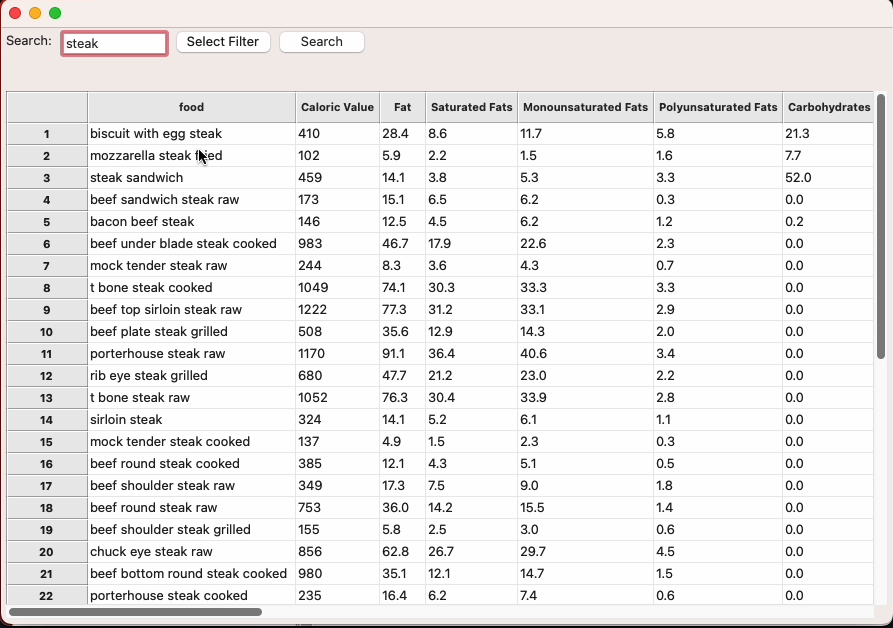 Search: steak Select Filter Search
food Caloric Value Fat Saturated Fats Monounsaturated Fats Polyunsaturated Fats Carbohydrates
1 biscuit with egg steak 410 28.4 8.6 11.7 5.8 21.3
2 mozzarella steak fried 102 5.9 2.2 1.5 1.6 7.7
3 steak sandwich 459 14.1 3.8 5.3 3.3 52.0
4 beef sandwich steak raw 173 15.1 6.5 6.2 0.3 0.0
5 bacon beef steak 146 12.5 4.5 6.2 1.2 0.2
6 beef under blade steak cooked 983 46.7 17.9 22.6 2.3 0.0
7 mock tender steak raw 244 8.3 3.6 4.3 0.7 0.0
8 t bone steak cooked 1049 74.1 30.3 33.3 3.3 0.0
9 beef top sirloin steak raw 1222 77.3 31.2 33.1 2.9 0.0
10 beef plate steak grilled 508 35.6 12.9 14.3 2.0 0.0
11 porterhouse steak raw 1170 91.1 36.4 40.6 3.4 0.0
12 rib eye steak grilled 680 47.7 21.2 23.0 2.2 0.0
13 t bone steak raw 1052 76.3 30.4 33.9 2.8 0.0
14 sirloin steak 324 14.1 5.2 6.1 1.1 0.0
15 mock tender steak cooked 137 4.9 1.5 2.3 0.3 0.0
16 beef round steak cooked 385 12.1 4.3 5.1 0.5 0.0
17 beef shoulder steak raw 349 17.3 7.5 9.0 1.8 0.0
18 beef round steak raw 753 36.0 14.2 15.5 1.4 0.0
19 beef shoulder steak grilled 155 5.8 2.5 3.0 0.6 0.0
20 chuck eye steak raw 856 62.8 26.7 29.7 4.5 0.0
21 beef bottom round steak cooked 980 35.1 12.1 14.7 1.5 0.0
22 porterhouse steak cooked 235 16.4 6.2 7.4 0.6 0.0